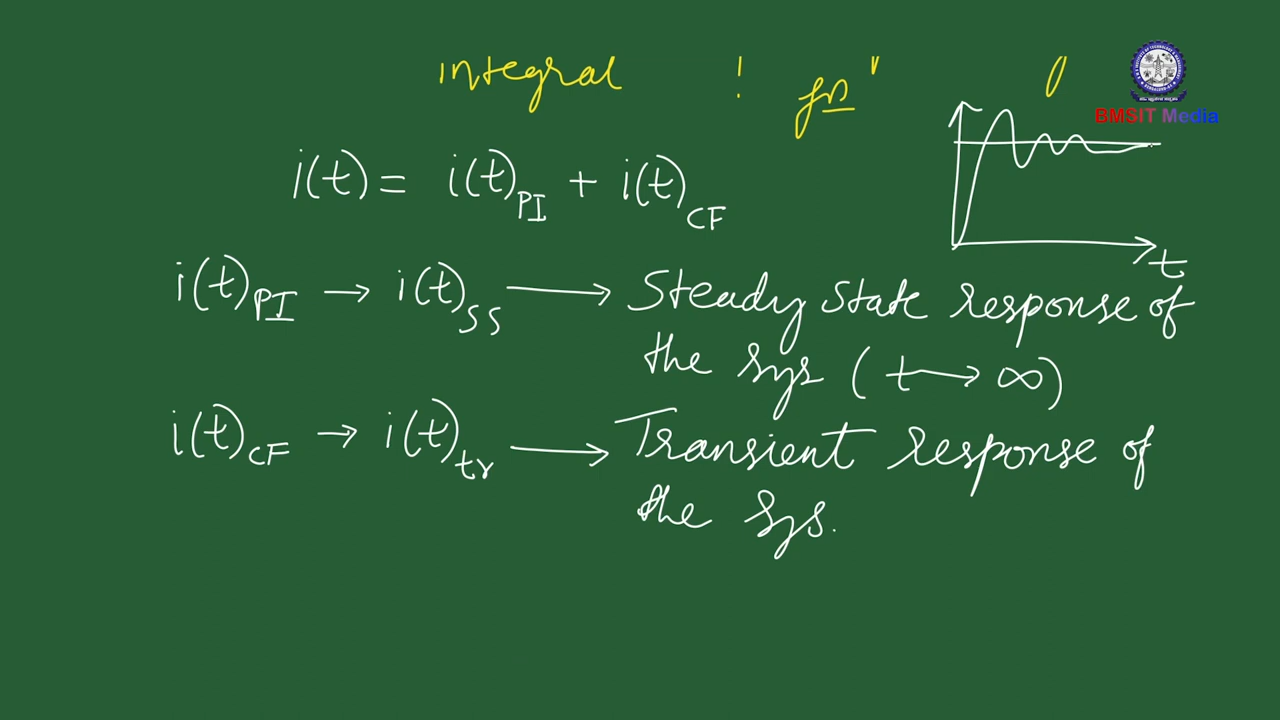 integral ! fn "
BMSIT Media
i(t) = i(t)PI + i(t)CF
t
i(t)PI → i(t)SS → Steady state response of
the sys (t → ∞)
i(t)CF → i(t)tr → Transient response of
the sys.